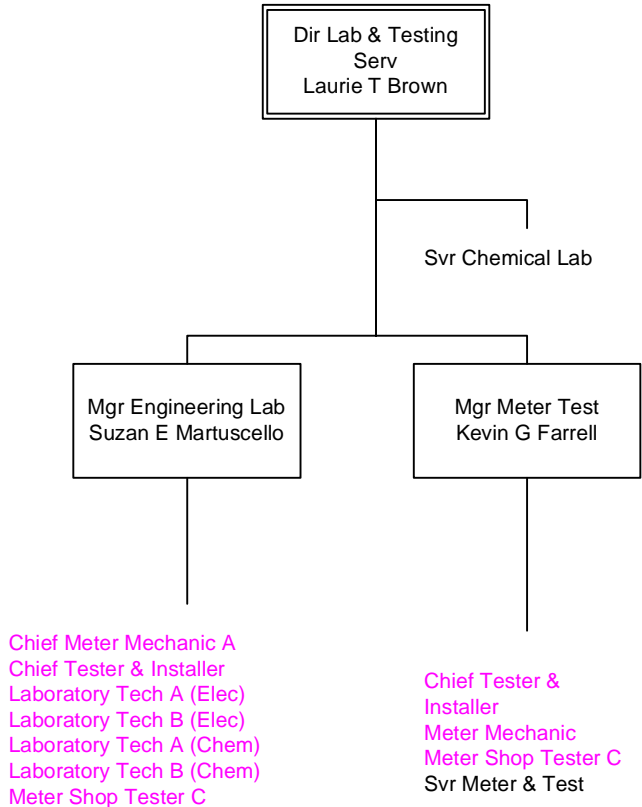 Dir Lab & Testing
Serv
Laurie T Brown
Svr Chemical Lab
Mgr Engineering Lab
Suzan E Martuscello
Mgr Meter Test
Kevin G Farrell
Chief Meter Mechanic A
Chief Tester & Installer
Laboratory Tech A (Elec)
Laboratory Tech B (Elec)
Laboratory Tech A (Chem)
Laboratory Tech B (Chem)
Meter Shop Tester C
Chief Tester &
Installer
Meter Mechanic
Meter Shop Tester C
Svr Meter & Test